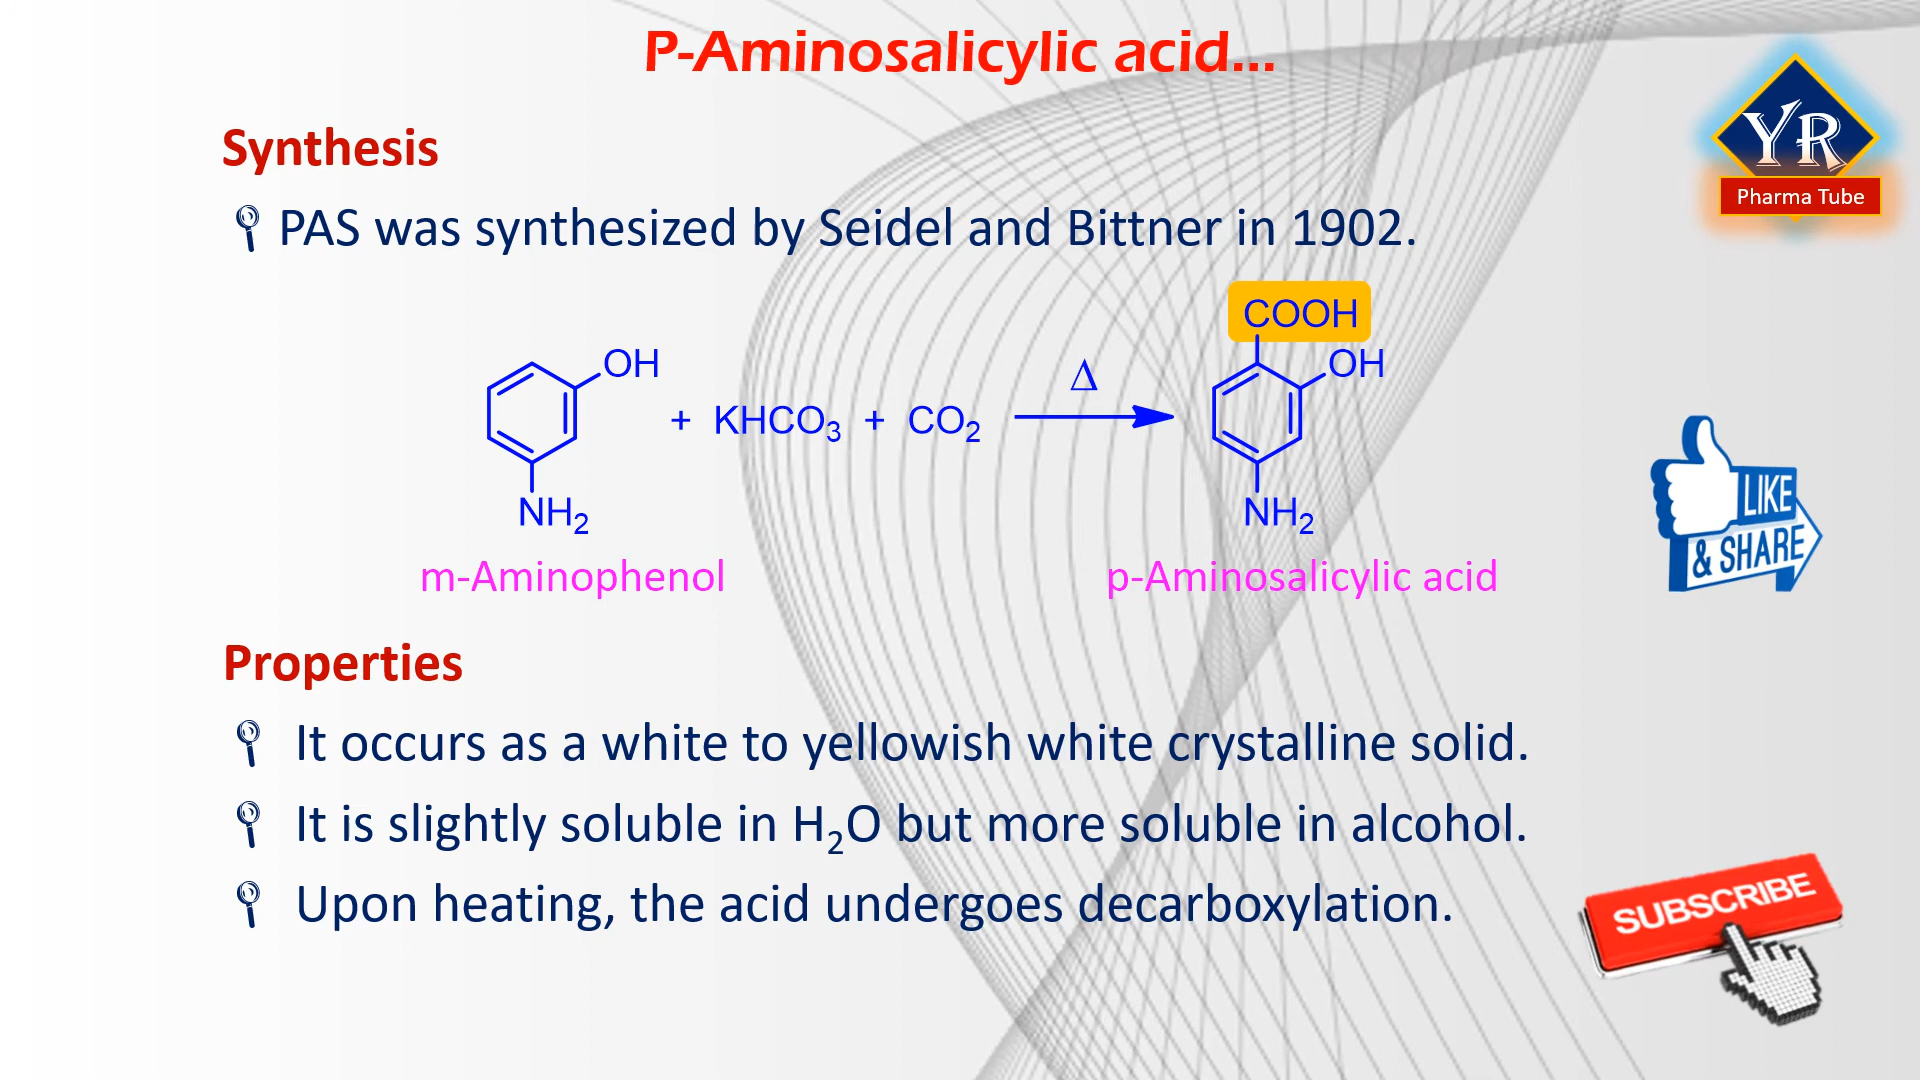 P-Aminosalicylic acid...
YR
Pharma Tube
Synthesis
PAS was synthesized by Seidel and Bittner in 1902.
COOH
OH
OH
Δ
+ KHCO₃ + CO₂
NH₂
NH₂
m-Aminophenol
p-Aminosalicylic acid
LIKE
& SHARE
Properties
It occurs as a white to yellowish white crystalline solid.
It is slightly soluble in H₂O but more soluble in alcohol.
Upon heating, the acid undergoes decarboxylation.
SUBSCRIBE